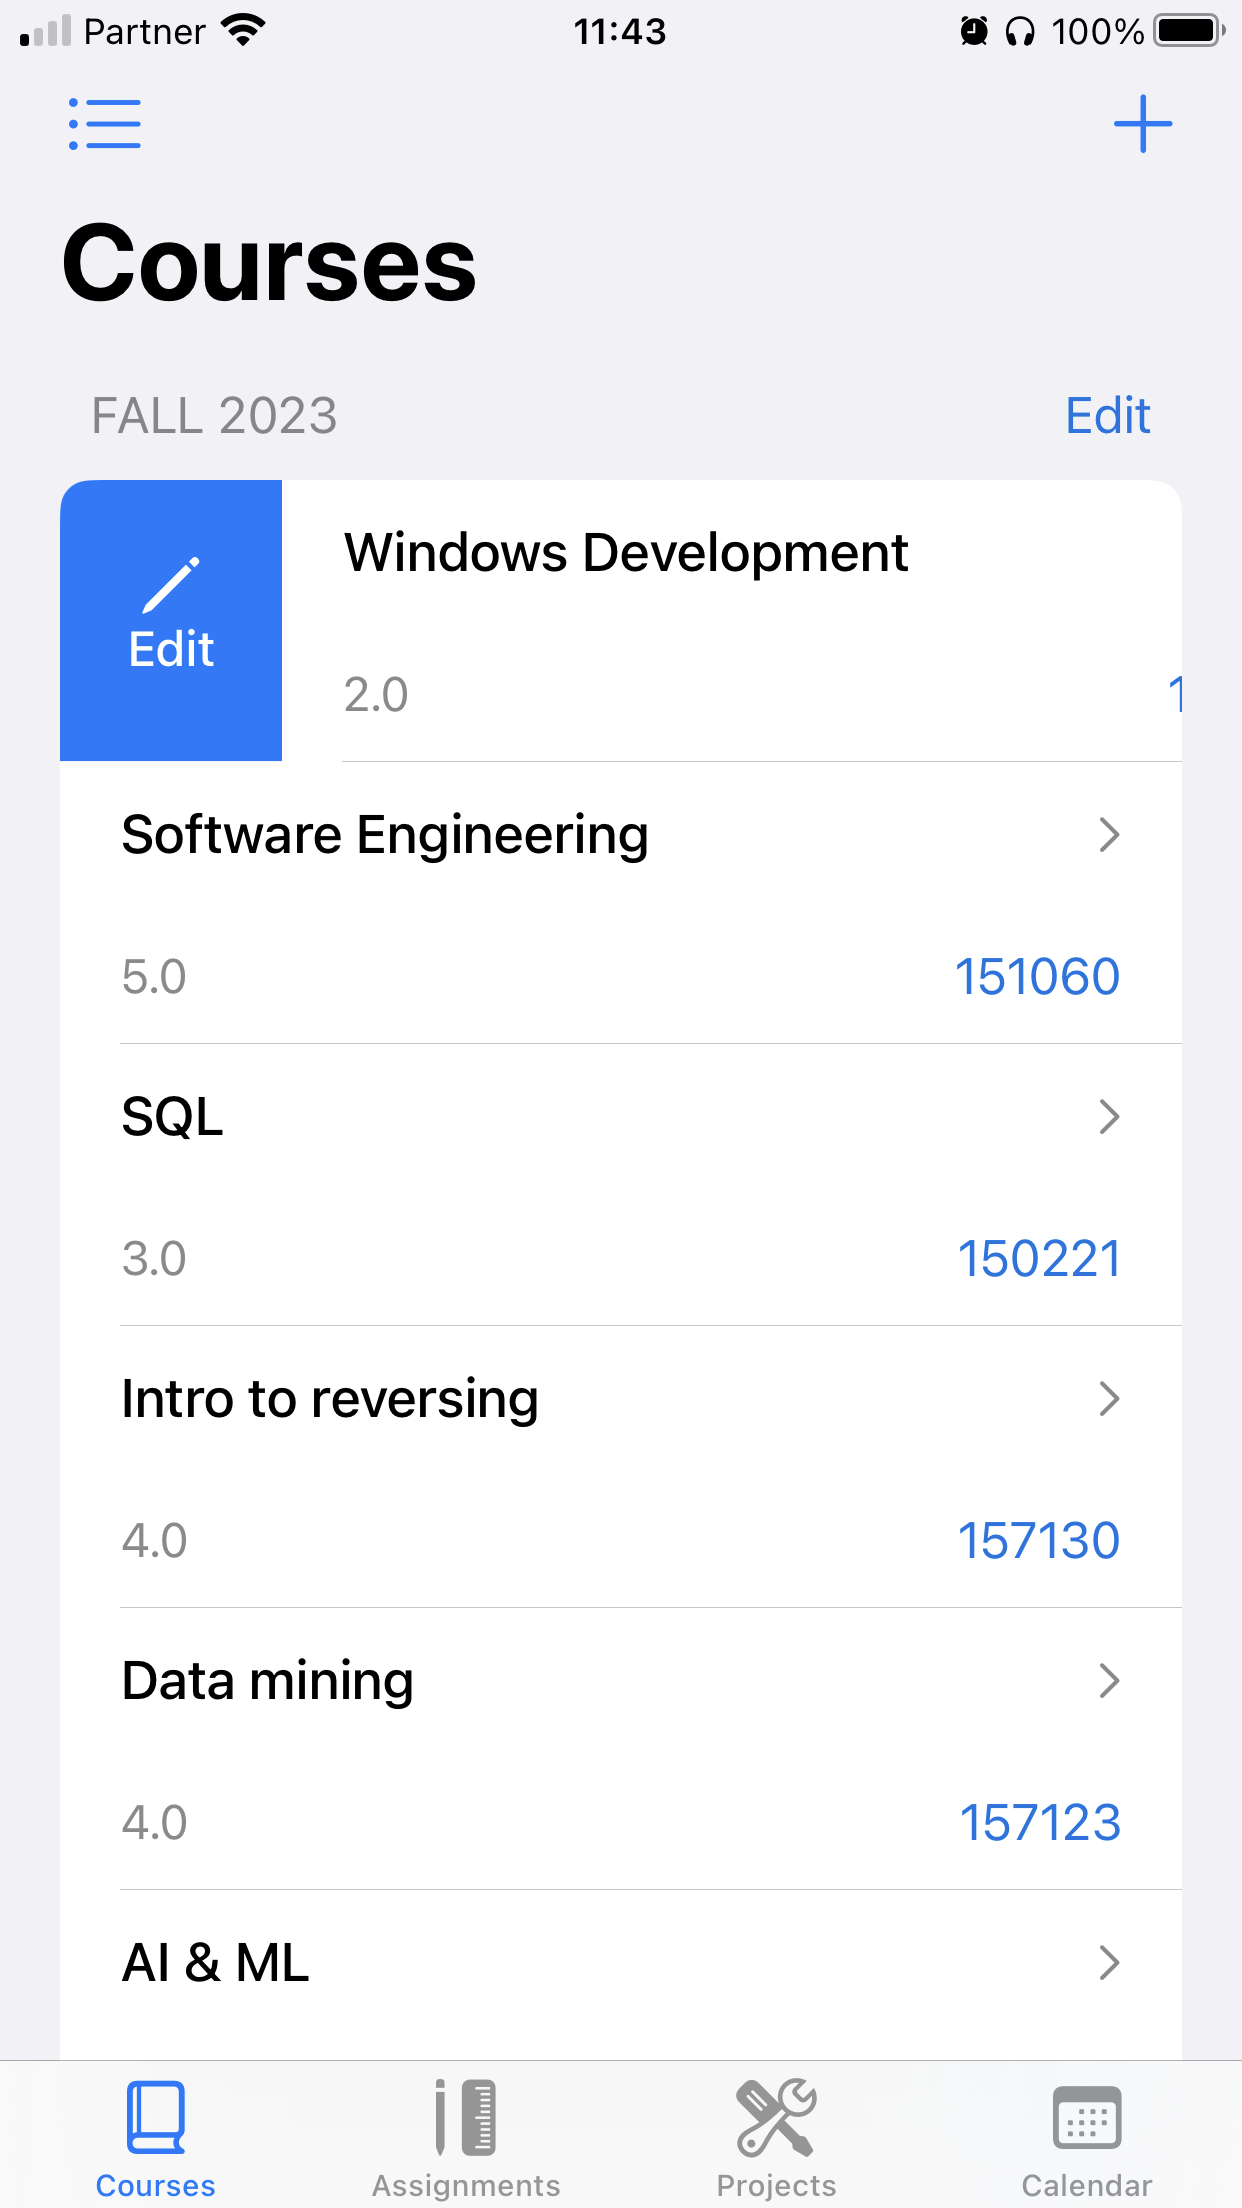 Partner 11:43 100%
Courses
FALL 2023 Edit
Edit
Windows Development
2.0
Software Engineering
5.0 151060
SQL
3.0 150221
Intro to reversing
4.0 157130
Data mining
4.0 157123
AI & ML
Courses Assignments Projects Calendar